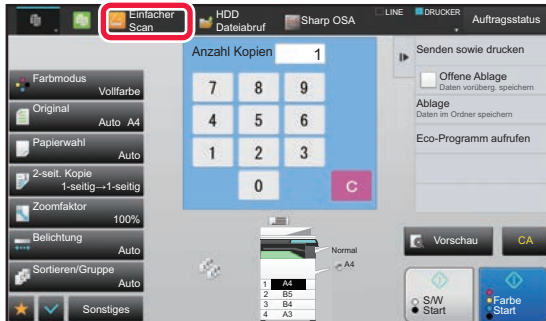 Einfacher
Scan
HDD
Dateiabruf
Sharp OSA
LINE
DRUCKER
Auftragsstatus
Anzahl Kopien
1
Farbmodus
Vollfarbe
Original
Auto A4
Papierwahl
Auto
2-seit. Kopie
1-seitig→1-seitig
Zoomfaktor
100%
Belichtung
Auto
Sortieren/Gruppe
Auto
Sonstiges
7 8 9
4 5 6
1 2 3
0 C
Normal
A4
1 A4
2 B5
3 B4
4 A3
Senden sowie drucken
Offene Ablage
Daten vorüberg. speichern
Ablage
Daten im Ordner speichern
Eco-Programm aufrufen
Vorschau
CA
S/W
Start
Farbe
Start